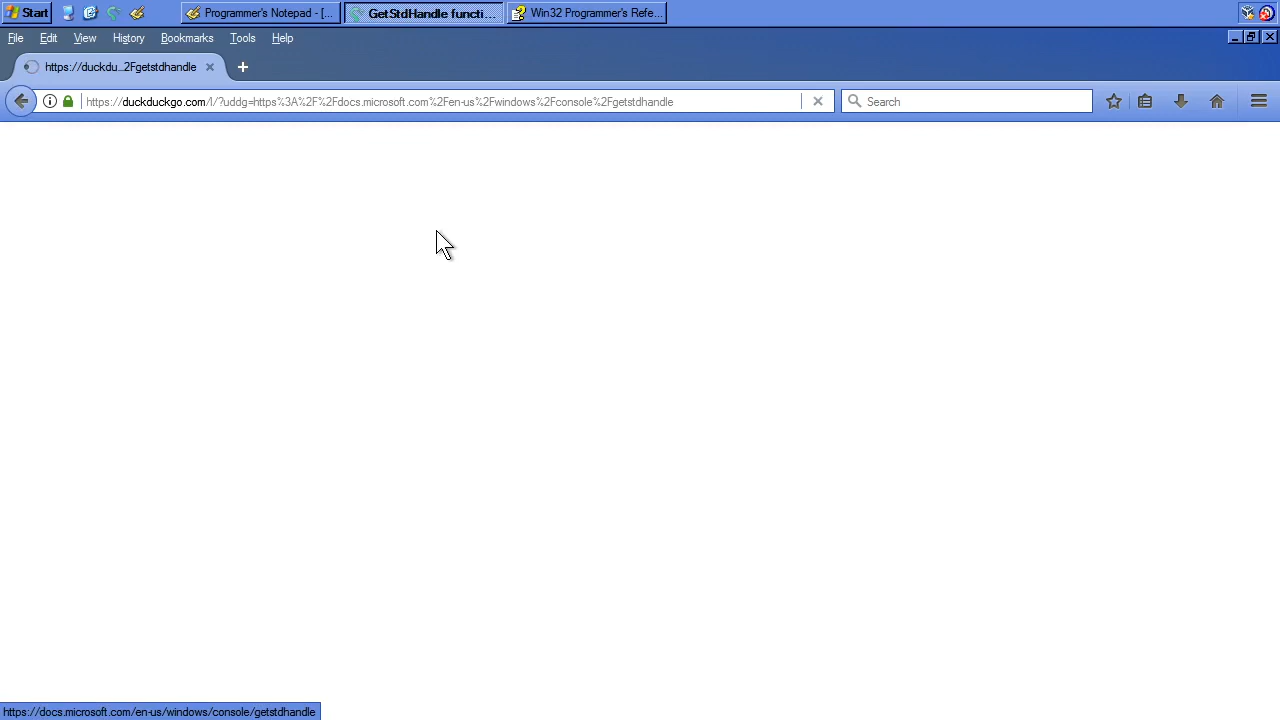 Start
Programmer's Notepad - [...
GetStdHandle functi...
Win32 Programmer's Refe...
File Edit View History Bookmarks Tools Help
https://duckdu...2Fgetstdhandle
https://duckduckgo.com/l/?uddg=https%3A%2F%2Fdocs.microsoft.com%2Fen-us%2Fwindows%2Fconsole%2Fgetstdhandle
Search
https://docs.microsoft.com/en-us/windows/console/getstdhandle